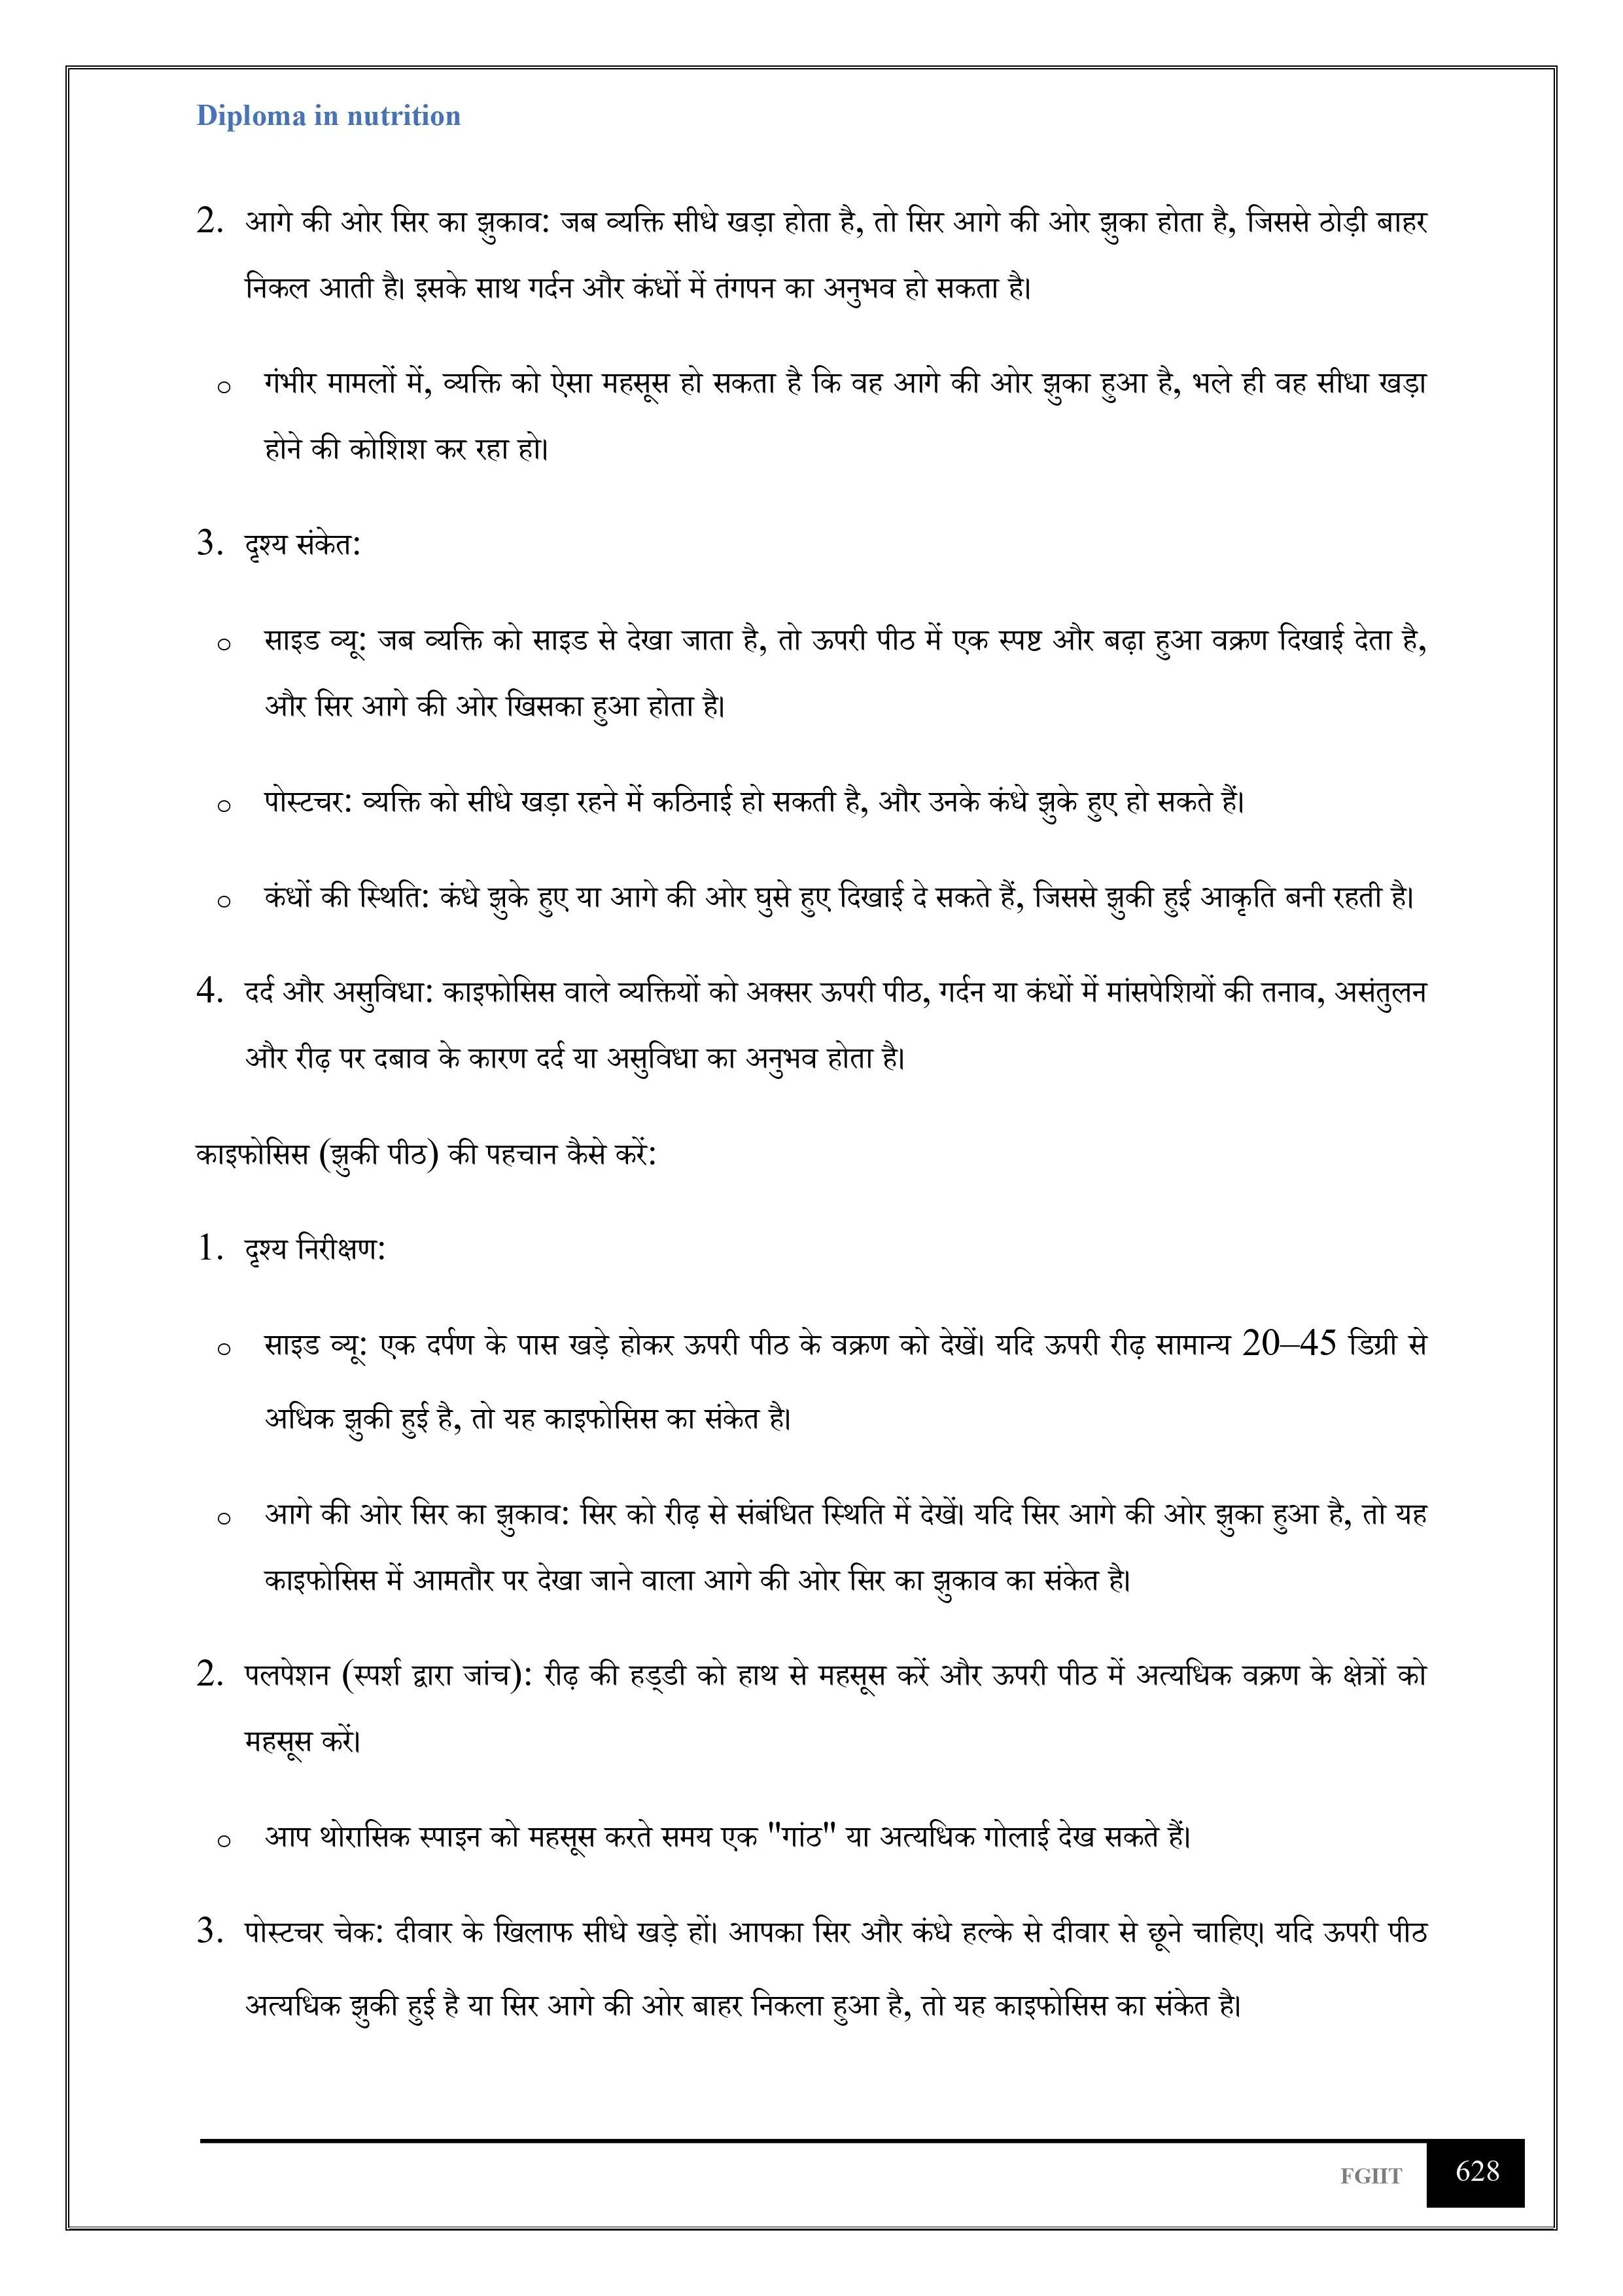 Diploma in nutrition
2. आगे की ओर सिर का झुकाव: जब व्यक्ति सीधे खड़ा होता है, तो सिर आगे की ओर झुका होता है, जिससे ठोड़ी बाहर
निकल आती है। इसके साथ गर्दन और कंधों में तंगपन का अनुभव हो सकता है।
o गंभीर मामलों में, व्यक्ति को ऐसा महसूस हो सकता है कि वह आगे की ओर झुका हुआ है, भले ही वह सीधा खड़ा
होने की कोशिश कर रहा हो।
3. दृश्य संकेत:
o साइड व्यू: जब व्यक्ति को साइड से देखा जाता है, तो ऊपरी पीठ में एक स्पष्ट और बढ़ा हुआ वक्रण दिखाई देता है,
और सिर आगे की ओर खिसका हुआ होता है।
o पोस्टचर: व्यक्ति को सीधे खड़ा रहने में कठिनाई हो सकती है, और उनके कंधे झुके हुए हो सकते हैं।
o कंधों की स्थिति: कंधे झुके हुए या आगे की ओर घुसे हुए दिखाई दे सकते हैं, जिससे झुकी हुई आकृति बनी रहती है।
4. दर्द और असुविधा: काइफोसिस वाले व्यक्तियों को अक्सर ऊपरी पीठ, गर्दन या कंधों में मांसपेशियों की तनाव, असंतुलन
और रीढ़ पर दबाव के कारण दर्द या असुविधा का अनुभव होता है।
काइफोसिस (झुकी पीठ) की पहचान कैसे करें:
1. दृश्य निरीक्षण:
o साइड व्यू: एक दर्पण के पास खड़े होकर ऊपरी पीठ के वक्रण को देखें। यदि ऊपरी रीढ़ सामान्य 20–45 डिग्री से
अधिक झुकी हुई है, तो यह काइफोसिस का संकेत है।
o आगे की ओर सिर का झुकाव: सिर को रीढ़ से संबंधित स्थिति में देखें। यदि सिर आगे की ओर झुका हुआ है, तो यह
काइफोसिस में आमतौर पर देखा जाने वाला आगे की ओर सिर का झुकाव का संकेत है।
2. पलपेशन (स्पर्श द्वारा जांच): रीढ़ की हड्डी को हाथ से महसूस करें और ऊपरी पीठ में अत्यधिक वक्रण के क्षेत्रों को
महसूस करें।
o आप थोरासिक स्पाइन को महसूस करते समय एक "गांठ" या अत्यधिक गोलाई देख सकते हैं।
3. पोस्टचर चेक: दीवार के खिलाफ सीधे खड़े हों। आपका सिर और कंधे हल्के से दीवार से छूने चाहिए। यदि ऊपरी पीठ
अत्यधिक झुकी हुई है या सिर आगे की ओर बाहर निकला हुआ है, तो यह काइफोसिस का संकेत है।
FGIIT 628